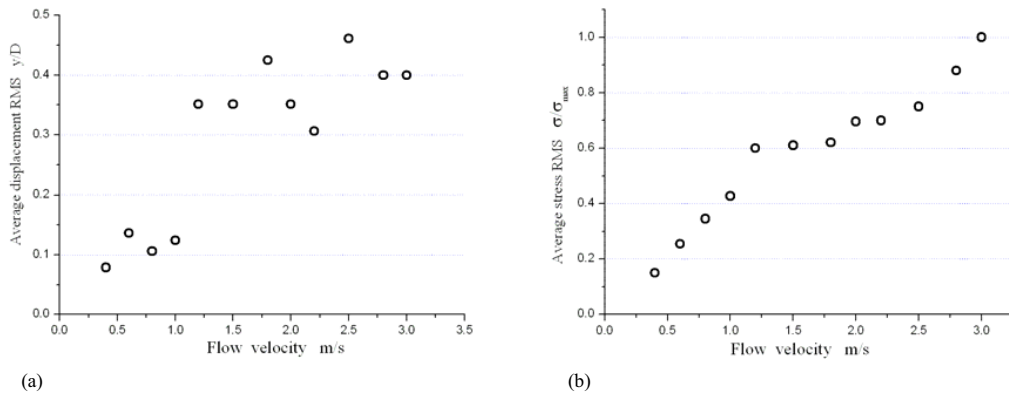 0.5
0.4
0.3
0.2
0.1
0.0
0.0 0.5 1.0 1.5 2.0 2.5 3.0 3.5
Average displacement RMS y/D
Flow velocity m/s
(a)
1.0
0.8
0.6
0.4
0.2
0.0
0.0 0.5 1.0 1.5 2.0 2.5 3.0
Average stress RMS σ/σmax
Flow velocity m/s
(b)